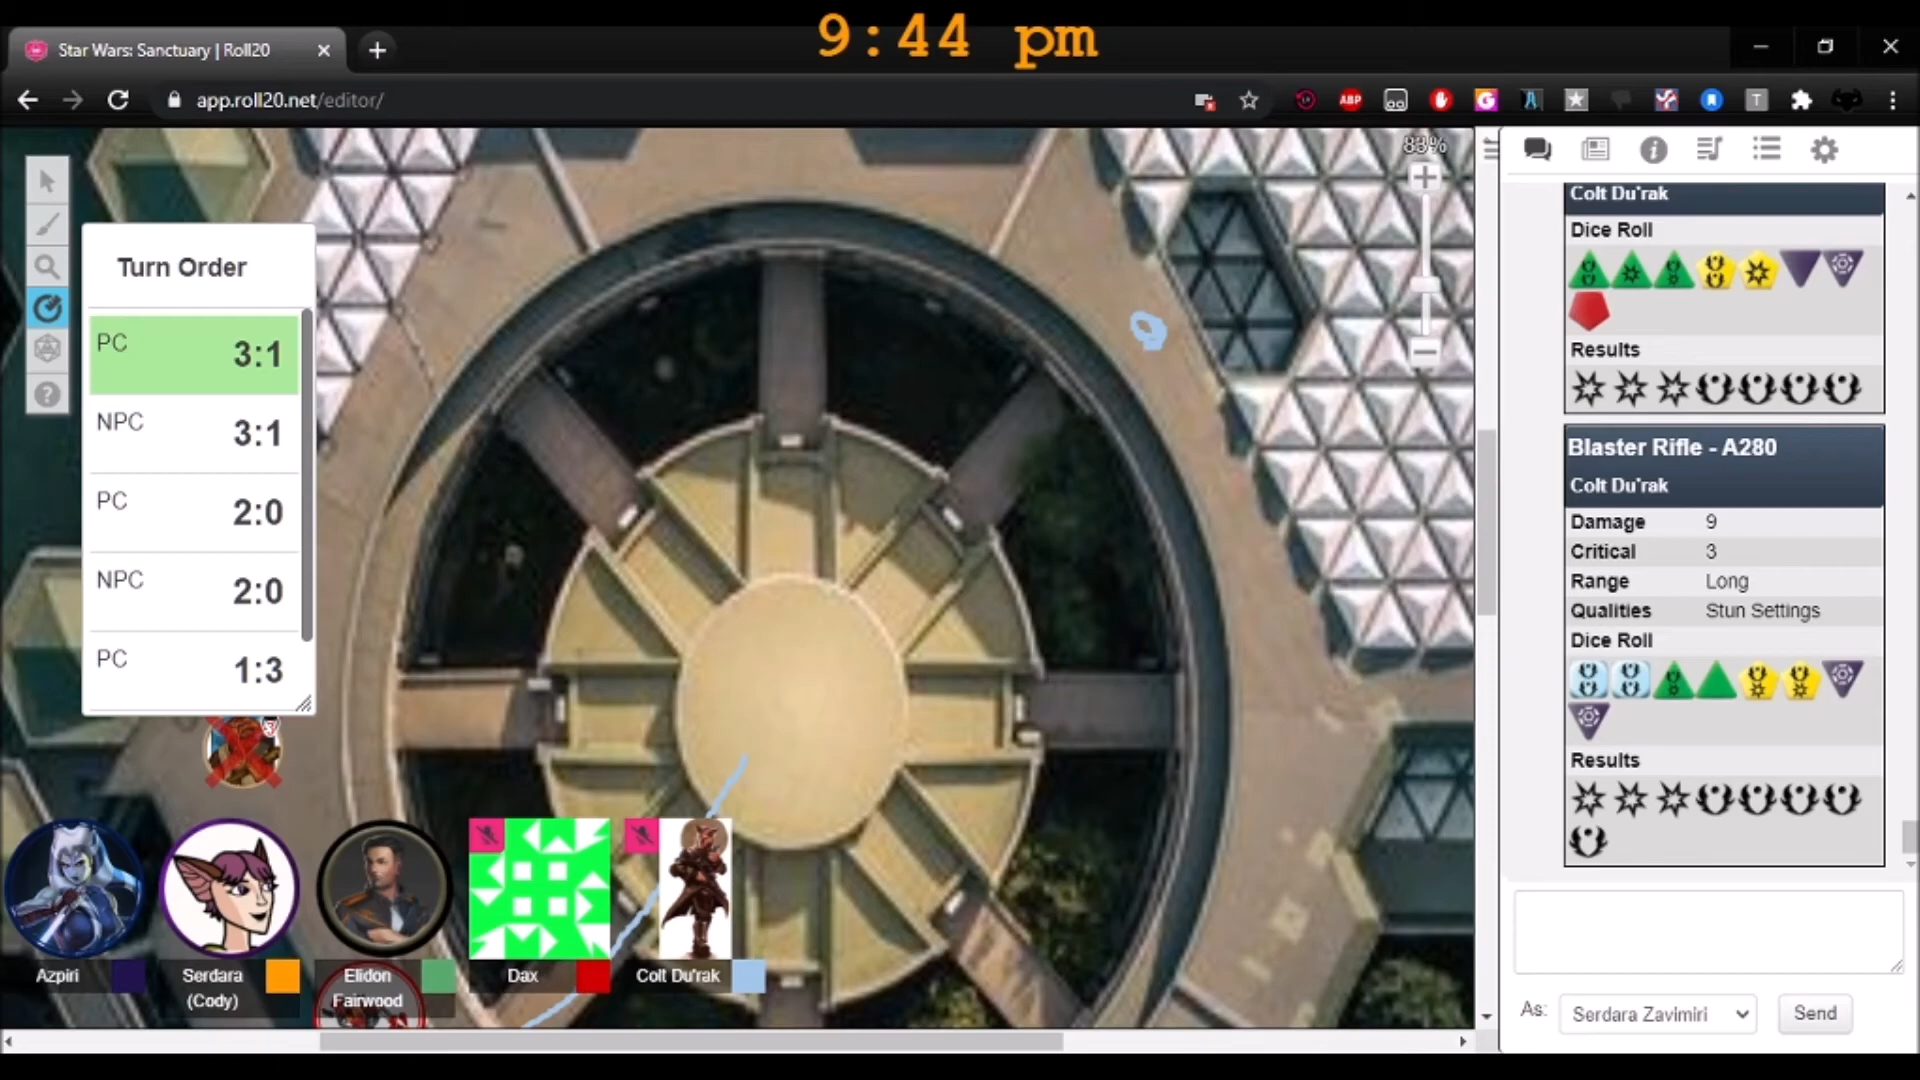 9:44 pm
Star Wars: Sanctuary | Roll20
app.roll20.net/editor/
ABP
T
83%
Turn Order
PC 3:1
NPC 3:1
PC 2:0
NPC 2:0
PC 1:3
Azpiri
Serdara
(Cody)
Elidon
Fairwood
Dax
Colt Du'rak
Colt Du'rak
Dice Roll
Results
Blaster Rifle - A280
Colt Du'rak
Damage 9
Critical 3
Range Long
Qualities Stun Settings
Dice Roll
Results
As: Serdara Zavimiri
Send